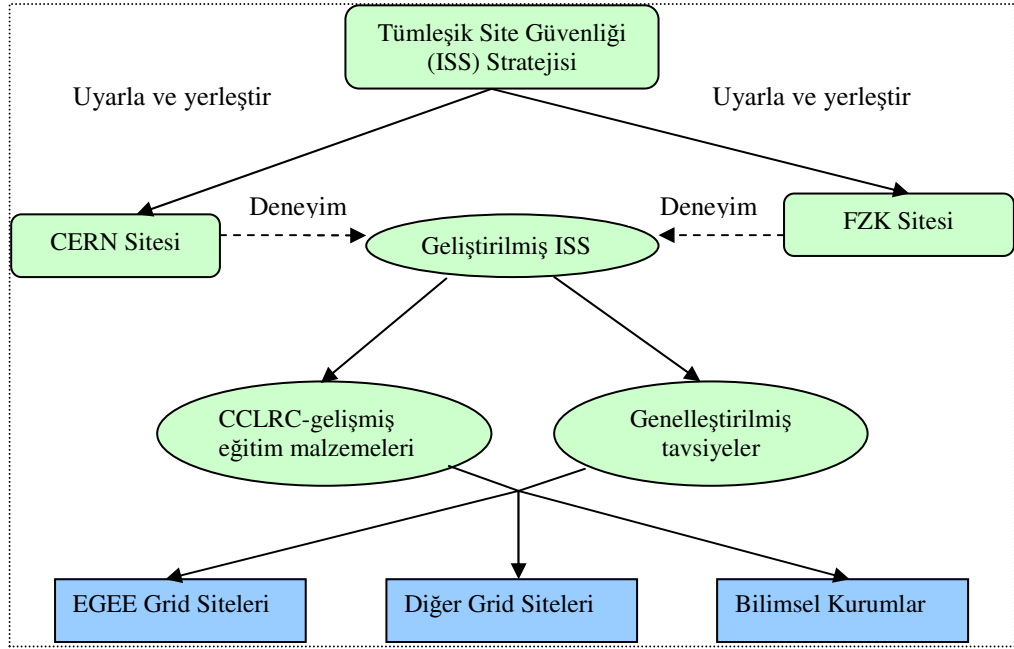 Tümleşik Site Güvenliği
(ISS) Stratejisi
Uyarla ve yerleştir
Uyarla ve yerleştir
CERN Sitesi
Deneyim
Geliştirilmiş ISS
Deneyim
FZK Sitesi
CCLRC-gelişmiş
eğitim malzemeleri
Genelleştirilmiş
tavsiyeler
EGEE Grid Siteleri
Diğer Grid Siteleri
Bilimsel Kurumlar